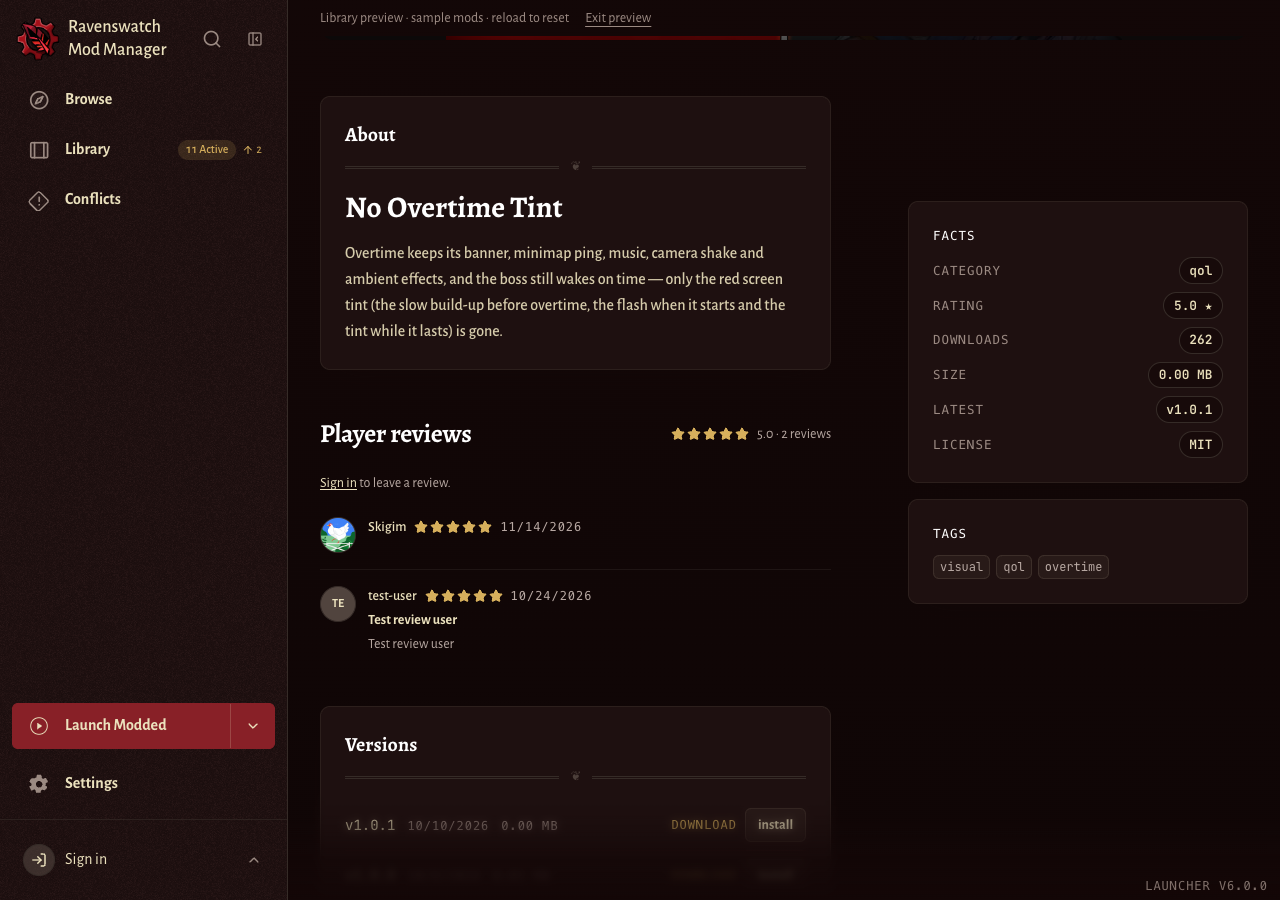 Ravenswatch
Mod Manager
Browse
Library
11 Active
2
Conflicts
Launch Modded
Settings
Sign in
Library preview · sample mods · reload to reset
Exit preview
About
No Overtime Tint
Overtime keeps its banner, minimap ping, music, camera shake and
ambient effects, and the boss still wakes on time — only the red screen
tint (the slow build-up before overtime, the flash when it starts and the
tint while it lasts) is gone.
Player reviews
5.0 · 2 reviews
Sign in to leave a review.
Skigim
11/14/2026
TE
test-user
10/24/2026
Test review user
Test review user
Versions
v1.0.1 10/10/2026 0.00 MB
DOWNLOAD
install
FACTS
CATEGORY
qol
RATING
5.0 ★
DOWNLOADS
262
SIZE
0.00 MB
LATEST
v1.0.1
LICENSE
MIT
TAGS
visual
qol
overtime
LAUNCHER V6.0.0